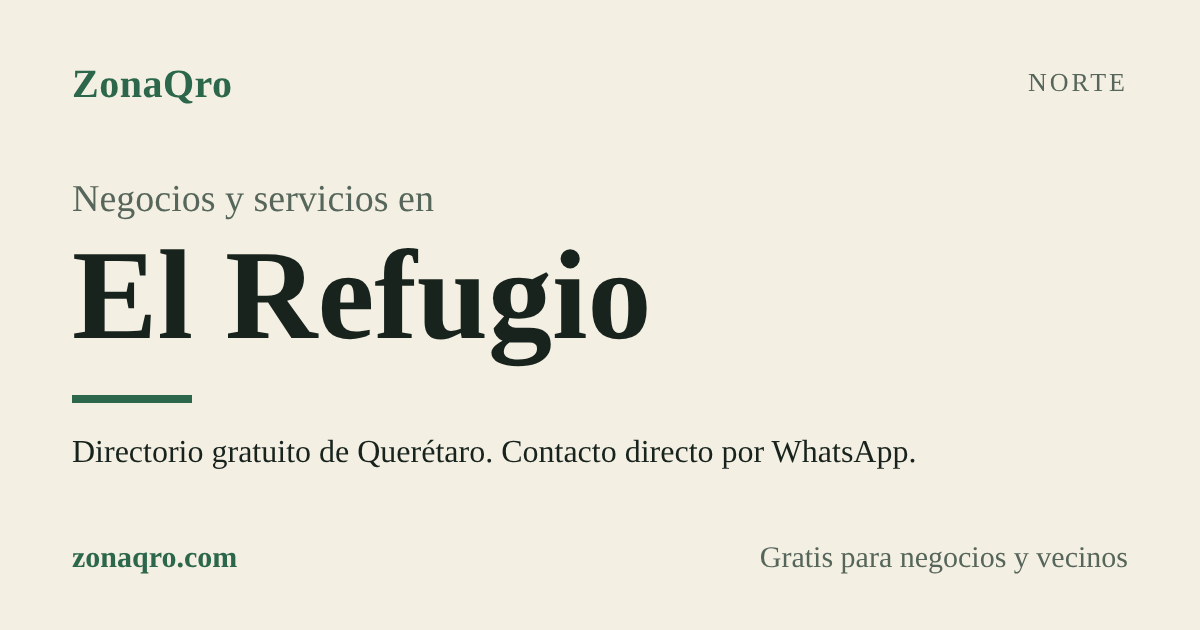 ZonaQro
NORTE
Negocios y servicios en
El Refugio
Directorio gratuito de Querétaro. Contacto directo por WhatsApp.
zonaqro.com
Gratis para negocios y vecinos